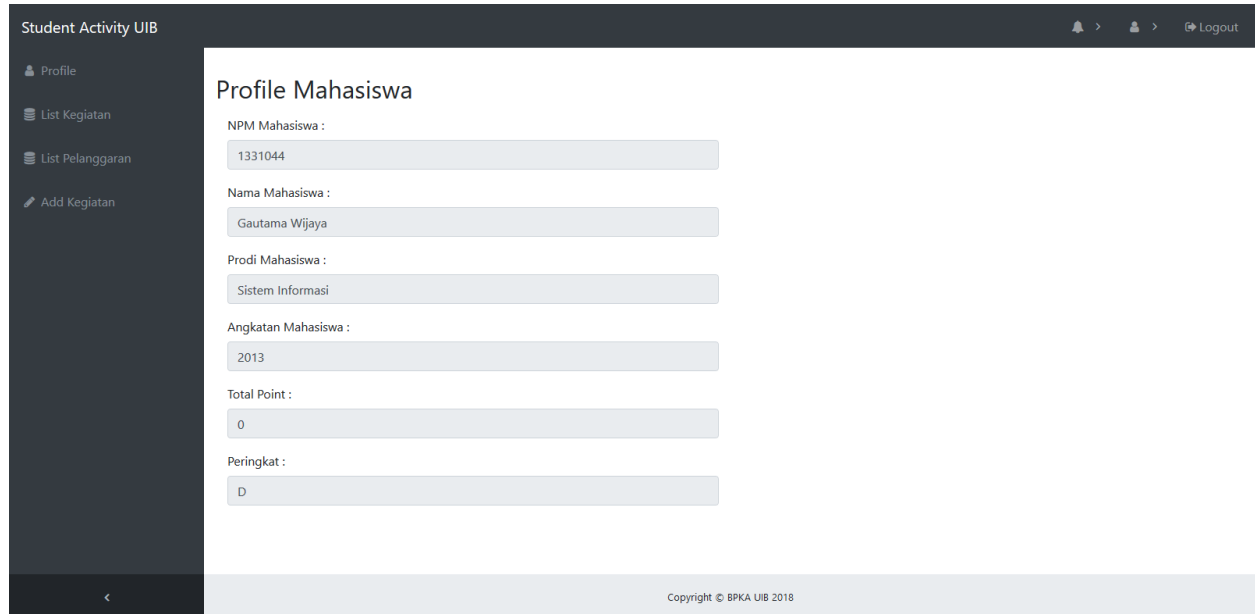 Student Activity UIB
Logout
Profile
List Kegiatan
List Pelanggaran
Add Kegiatan
Profile Mahasiswa
NPM Mahasiswa :
1331044
Nama Mahasiswa :
Gautama Wijaya
Prodi Mahasiswa :
Sistem Informasi
Angkatan Mahasiswa :
2013
Total Point :
0
Peringkat :
D
Copyright © BPKA UIB 2018